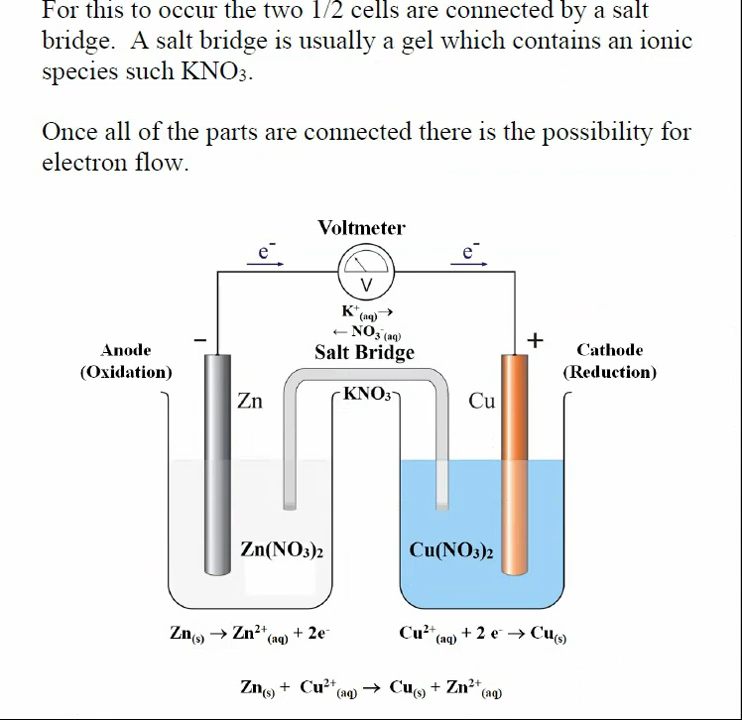 For this to occur the two 1/2 cells are connected by a salt
bridge. A salt bridge is usually a gel which contains an ionic
species such KNO₃.
Once all of the parts are connected there is the possibility for
electron flow.
Voltmeter
e⁻ e⁻
V
K⁺(aq) →
← NO₃⁻(aq)
− +
Anode Salt Bridge Cathode
(Oxidation) (Reduction)
Zn KNO₃ Cu
Zn(NO₃)₂ Cu(NO₃)₂
Zn(s) → Zn²⁺(aq) + 2e⁻ Cu²⁺(aq) + 2 e⁻ → Cu(s)
Zn(s) + Cu²⁺(aq) → Cu(s) + Zn²⁺(aq)